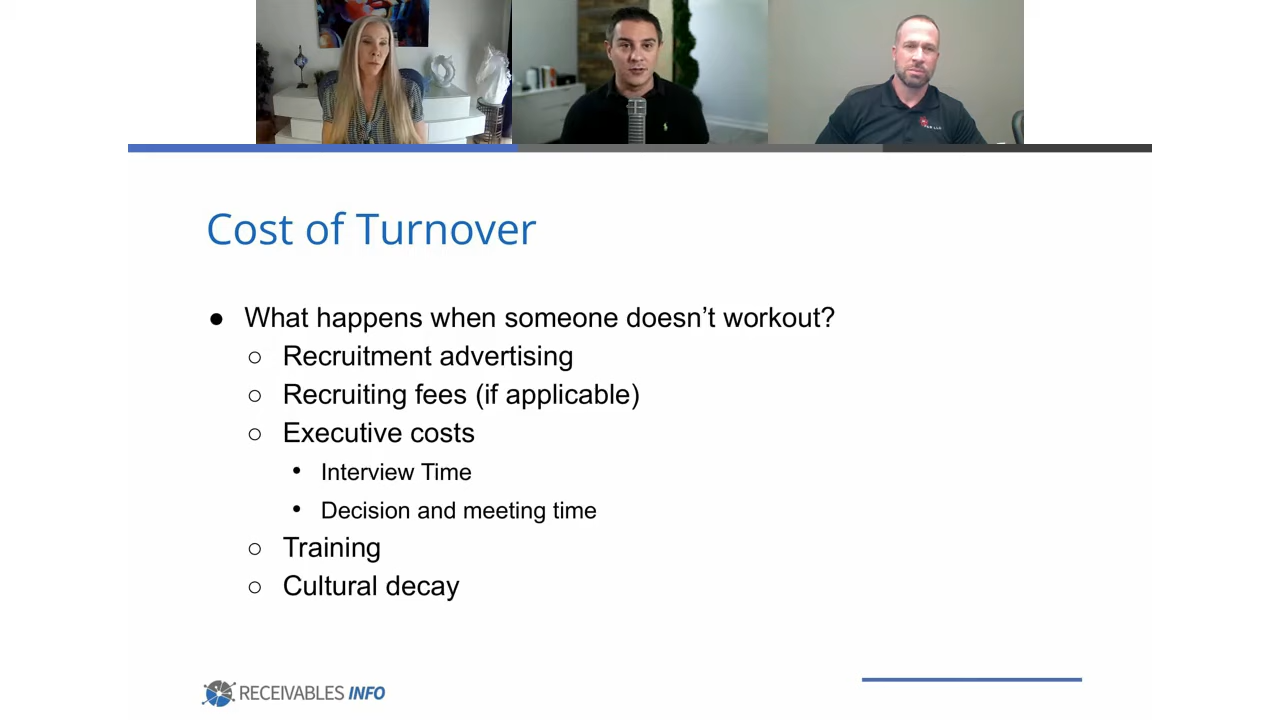 Cost of Turnover
● What happens when someone doesn’t workout?
○ Recruitment advertising
○ Recruiting fees (if applicable)
○ Executive costs
• Interview Time
• Decision and meeting time
○ Training
○ Cultural decay
RECEIVABLES INFO